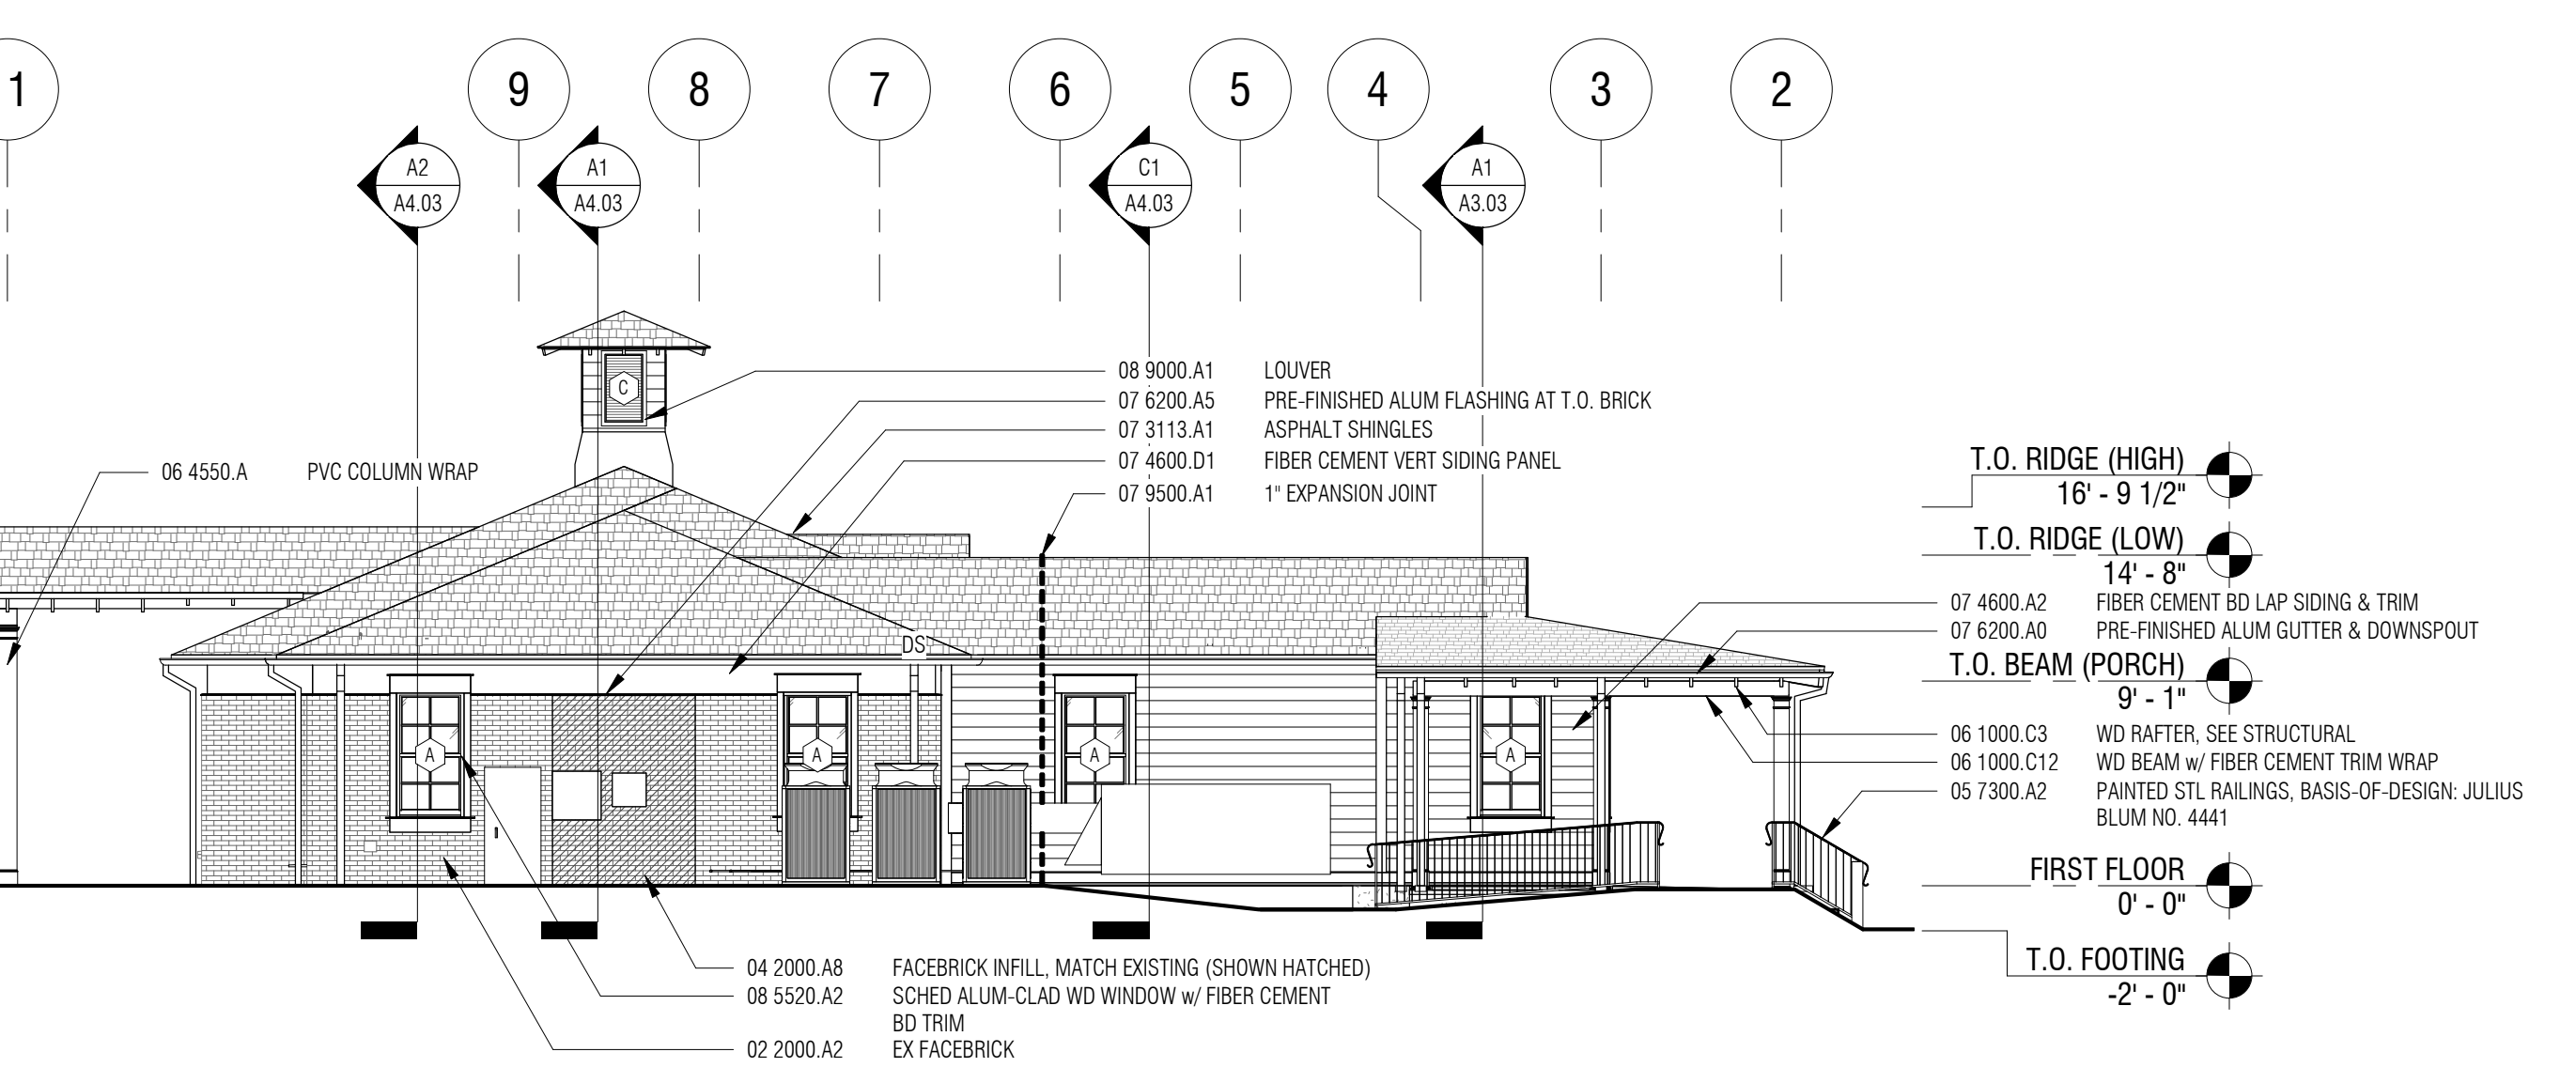 1 9 8 7 6 5 4 3 2
A2 A1 C1 A1
A4.03 A4.03 A4.03 A3.03
C
08 9000.A1 LOUVER
07 6200.A5 PRE-FINISHED ALUM FLASHING AT T.O. BRICK
07 3113.A1 ASPHALT SHINGLES
07 4600.D1 FIBER CEMENT VERT SIDING PANEL
07 9500.A1 1" EXPANSION JOINT
06 4550.A PVC COLUMN WRAP
T.O. RIDGE (HIGH)
16' - 9 1/2"
T.O. RIDGE (LOW)
14' - 8"
07 4600.A2 FIBER CEMENT BD LAP SIDING & TRIM
07 6200.A0 PRE-FINISHED ALUM GUTTER & DOWNSPOUT
DS
T.O. BEAM (PORCH)
9' - 1"
06 1000.C3 WD RAFTER, SEE STRUCTURAL
06 1000.C12 WD BEAM w/ FIBER CEMENT TRIM WRAP
05 7300.A2 PAINTED STL RAILINGS, BASIS-OF-DESIGN: JULIUS
BLUM NO. 4441
A A A A
FIRST FLOOR
0' - 0"
T.O. FOOTING
-2' - 0"
04 2000.A8 FACEBRICK INFILL, MATCH EXISTING (SHOWN HATCHED)
08 5520.A2 SCHED ALUM-CLAD WD WINDOW w/ FIBER CEMENT
BD TRIM
02 2000.A2 EX FACEBRICK